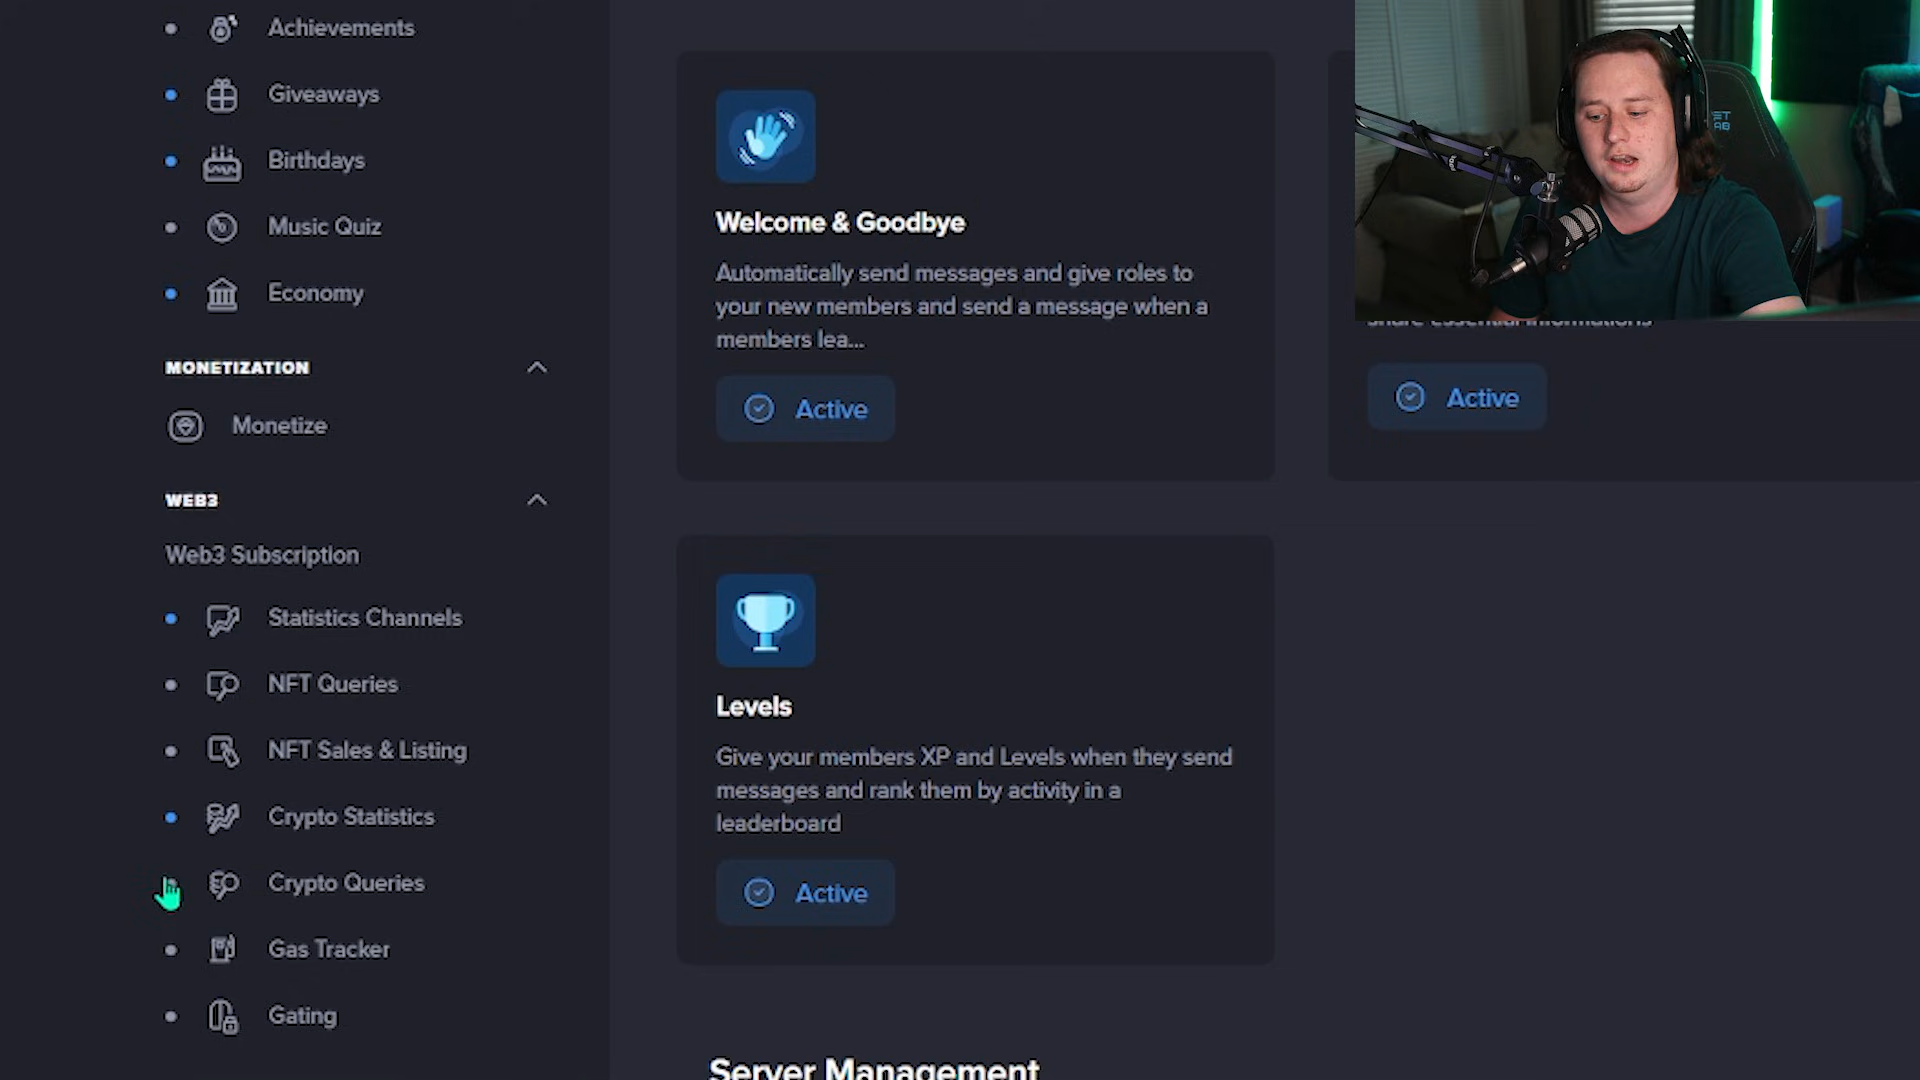 Achievements
Giveaways
Birthdays
Music Quiz
Economy
MONETIZATION
Monetize
WEB3
Web3 Subscription
Statistics Channels
NFT Queries
NFT Sales & Listing
Crypto Statistics
Crypto Queries
Gas Tracker
Gating
Welcome & Goodbye
Automatically send messages and give roles to
your new members and send a message when a
members lea...
Active
share essential informations
Active
Levels
Give your members XP and Levels when they send
messages and rank them by activity in a
leaderboard
Active
Server Management